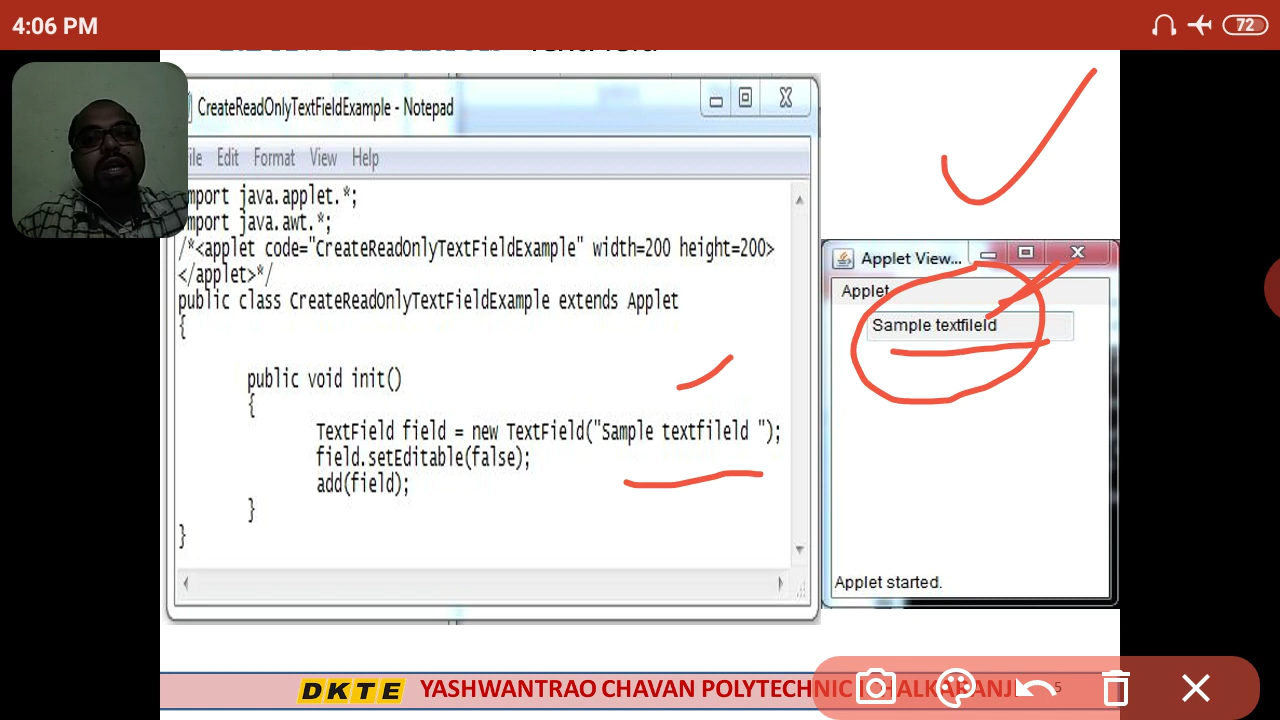 4:06 PM
72
TextField
CreateReadOnlyTextFieldExample - Notepad
Edit Format View Help
import java.applet.*;
import java.awt.*;
/*<applet code="CreateReadOnlyTextFieldExample" width=200 height=200>
</applet>*/
public class CreateReadOnlyTextFieldExample extends Applet
{
public void init()
{
TextField field = new TextField("Sample textfileld ");
field.setEditable(false);
add(field);
}
}
Applet View...
Applet
Sample textfileld
Applet started.
DKTE YASHWANTRAO CHAVAN POLYTECHNIC
5